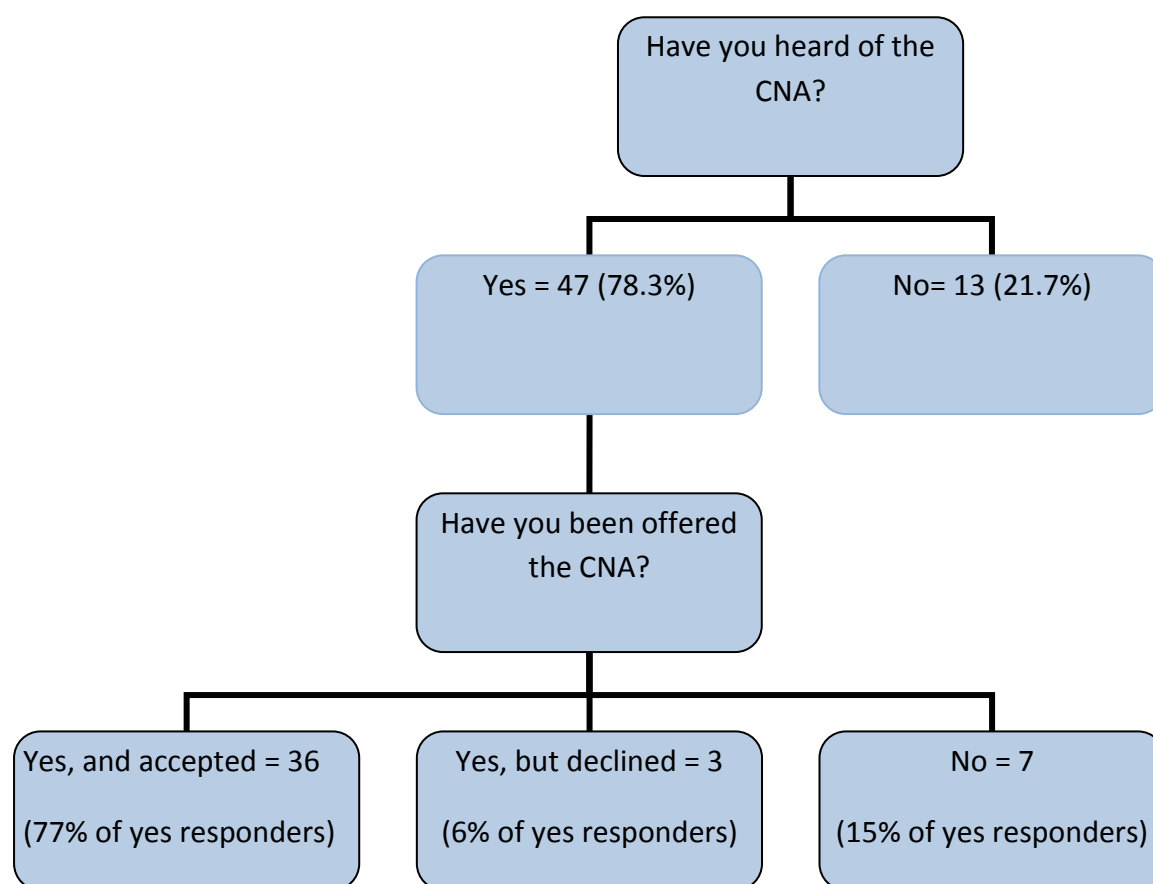 Have you heard of the
CNA?
Yes = 47 (78.3%)
No= 13 (21.7%)
Have you been offered
the CNA?
Yes, and accepted = 36
(77% of yes responders)
Yes, but declined = 3
(6% of yes responders)
No = 7
(15% of yes responders)